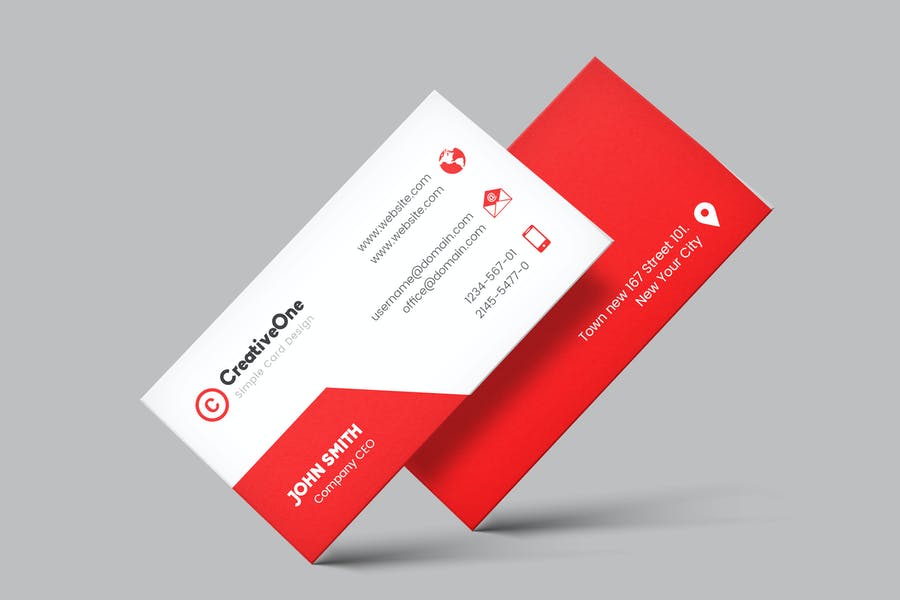 C
CreativeOne
Simple Card Design
www.website.com
www.website.com
username@domain.com
office@domain.com
1234-567-01
2145-5477-0
JOHN SMITH
Company CEO
Town new 167 Street 101.
New Your City